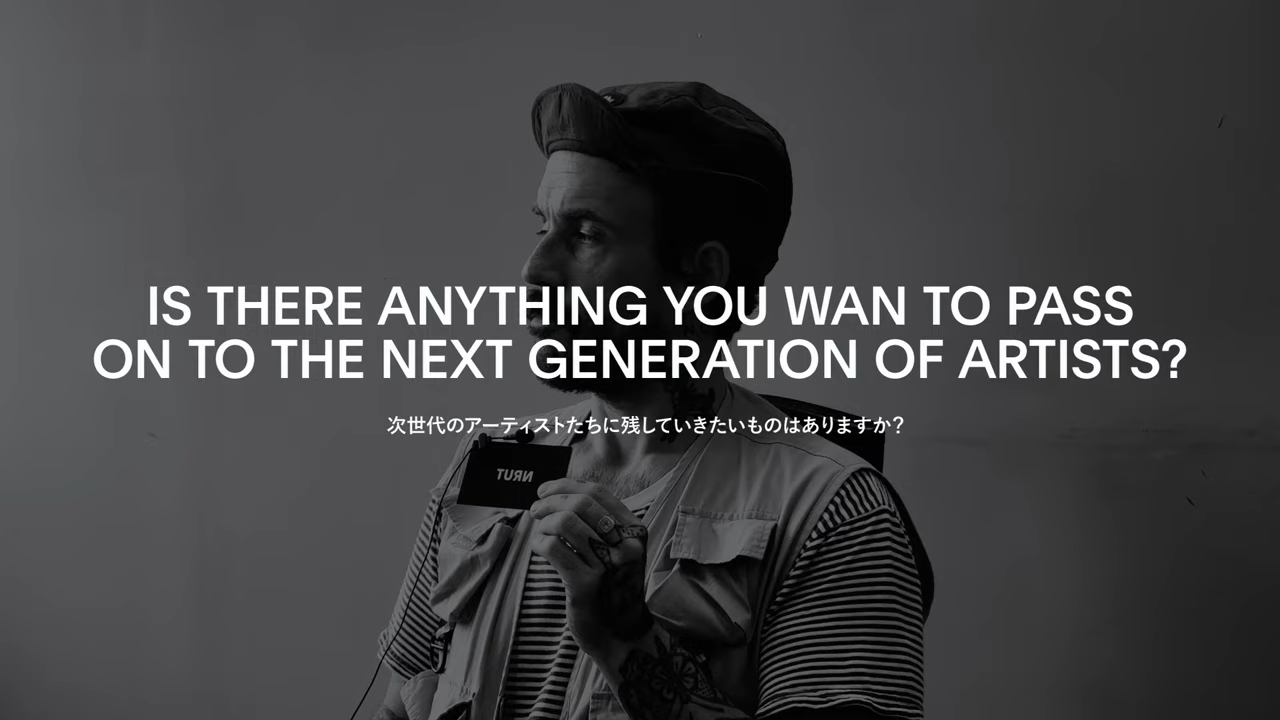 IS THERE ANYTHING YOU WAN TO PASS
ON TO THE NEXT GENERATION OF ARTISTS?
次世代のアーティストたちに残していきたいものはありますか?
TURN